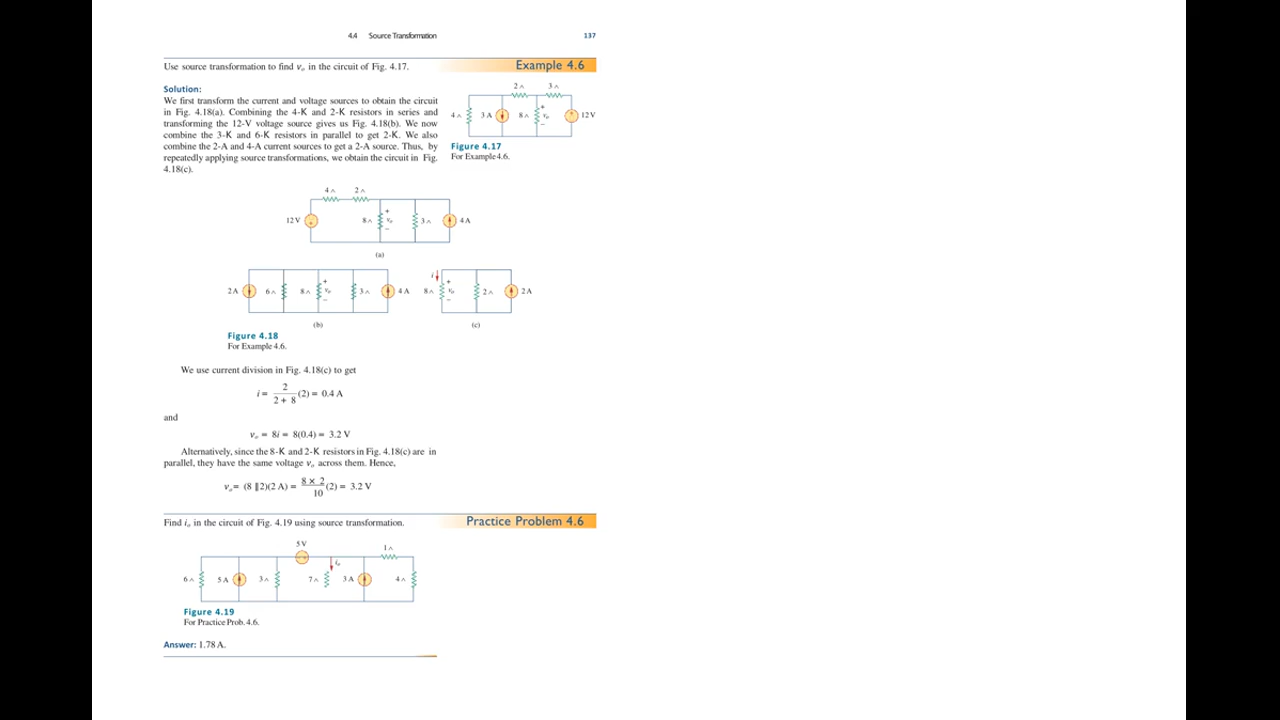 4.4 Source Transformation 137
Use source transformation to find vo in the circuit of Fig. 4.17.
Example 4.6
Solution:
We first transform the current and voltage sources to obtain the circuit
in Fig. 4.18(a). Combining the 4-K and 2-K resistors in series and
transforming the 12-V voltage source gives us Fig. 4.18(b). We now
combine the 3-K and 6-K resistors in parallel to get 2-K. We also
combine the 2-A and 4-A current sources to get a 2-A source. Thus, by
repeatedly applying source transformations, we obtain the circuit in Fig.
4.18(c).
2 ^ 3 ^
4 ^ 3 A 8 ^ + vo − 12 V
Figure 4.17
For Example 4.6.
4 ^ 2 ^
12 V 8 ^ + vo − 3 ^ 4 A
(a)
2 A 6 ^ 8 ^ + vo − 3 ^ 4 A
(b)
i 8 ^ + vo − 2 ^ 2 A
(c)
Figure 4.18
For Example 4.6.
We use current division in Fig. 4.18(c) to get
i = 2 / 2 + 8 (2) = 0.4 A
and
vo = 8i = 8(0.4) = 3.2 V
Alternatively, since the 8-K and 2-K resistors in Fig. 4.18(c) are in
parallel, they have the same voltage vo across them. Hence,
vo = (8 ‖ 2)(2 A) = 8 × 2 / 10 (2) = 3.2 V
Find io in the circuit of Fig. 4.19 using source transformation.
Practice Problem 4.6
5 V 1 ^
io
6 ^ 5 A 3 ^ 7 ^ 3 A 4 ^
Figure 4.19
For Practice Prob. 4.6.
Answer: 1.78 A.